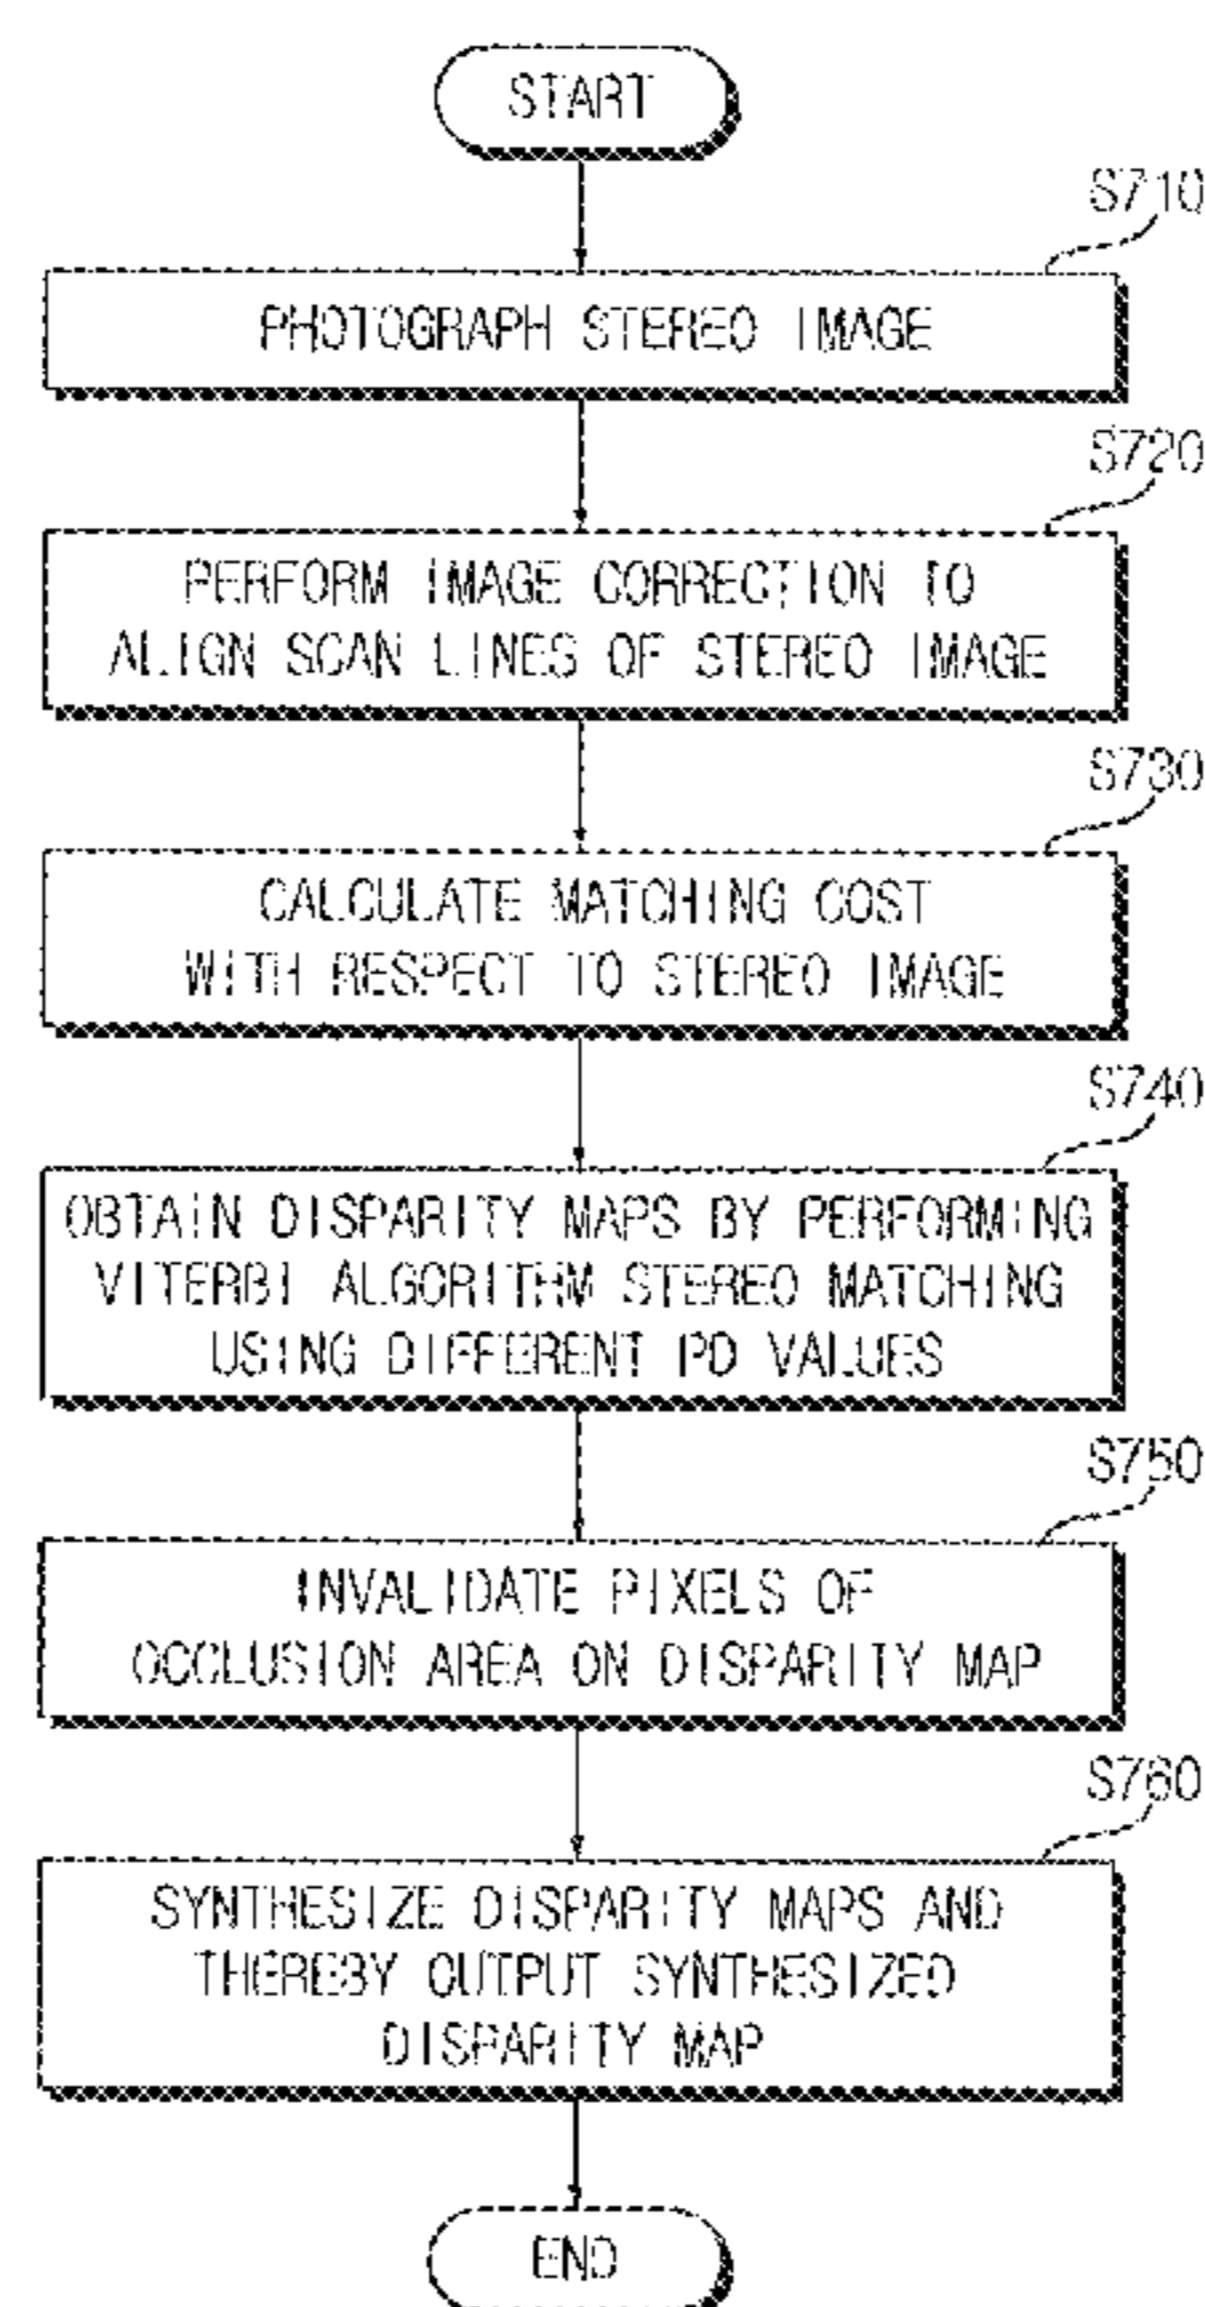 START
S710
PHOTOGRAPH STEREO IMAGE
S720
PERFORM IMAGE CORRECTION TO
ALIGN SCAN LINES OF STEREO IMAGE
S730
CALCULATE MATCHING COST
WITH RESPECT TO STEREO IMAGE
S740
OBTAIN DISPARITY MAPS BY PERFORMING
VITERBI ALGORITHM STEREO MATCHING
USING DIFFERENT PD VALUES
S750
INVALIDATE PIXELS OF
OCCLUSION AREA ON DISPARITY MAP
S760
SYNTHESIZE DISPARITY MAPS AND
THEREBY OUTPUT SYNTHESIZED
DISPARITY MAP
END